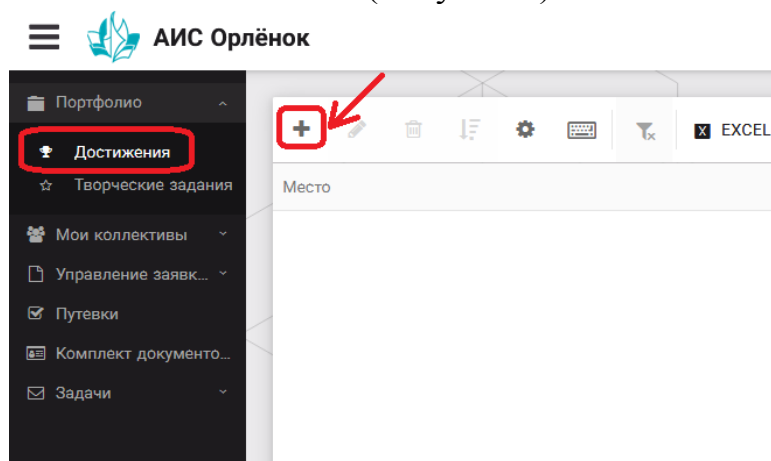 АИС Орлёнок
Портфолио
Достижения
Творческие задания
Мои коллективы
Управление заявк...
Путевки
Комплект документо...
Задачи
X EXCEL
Место